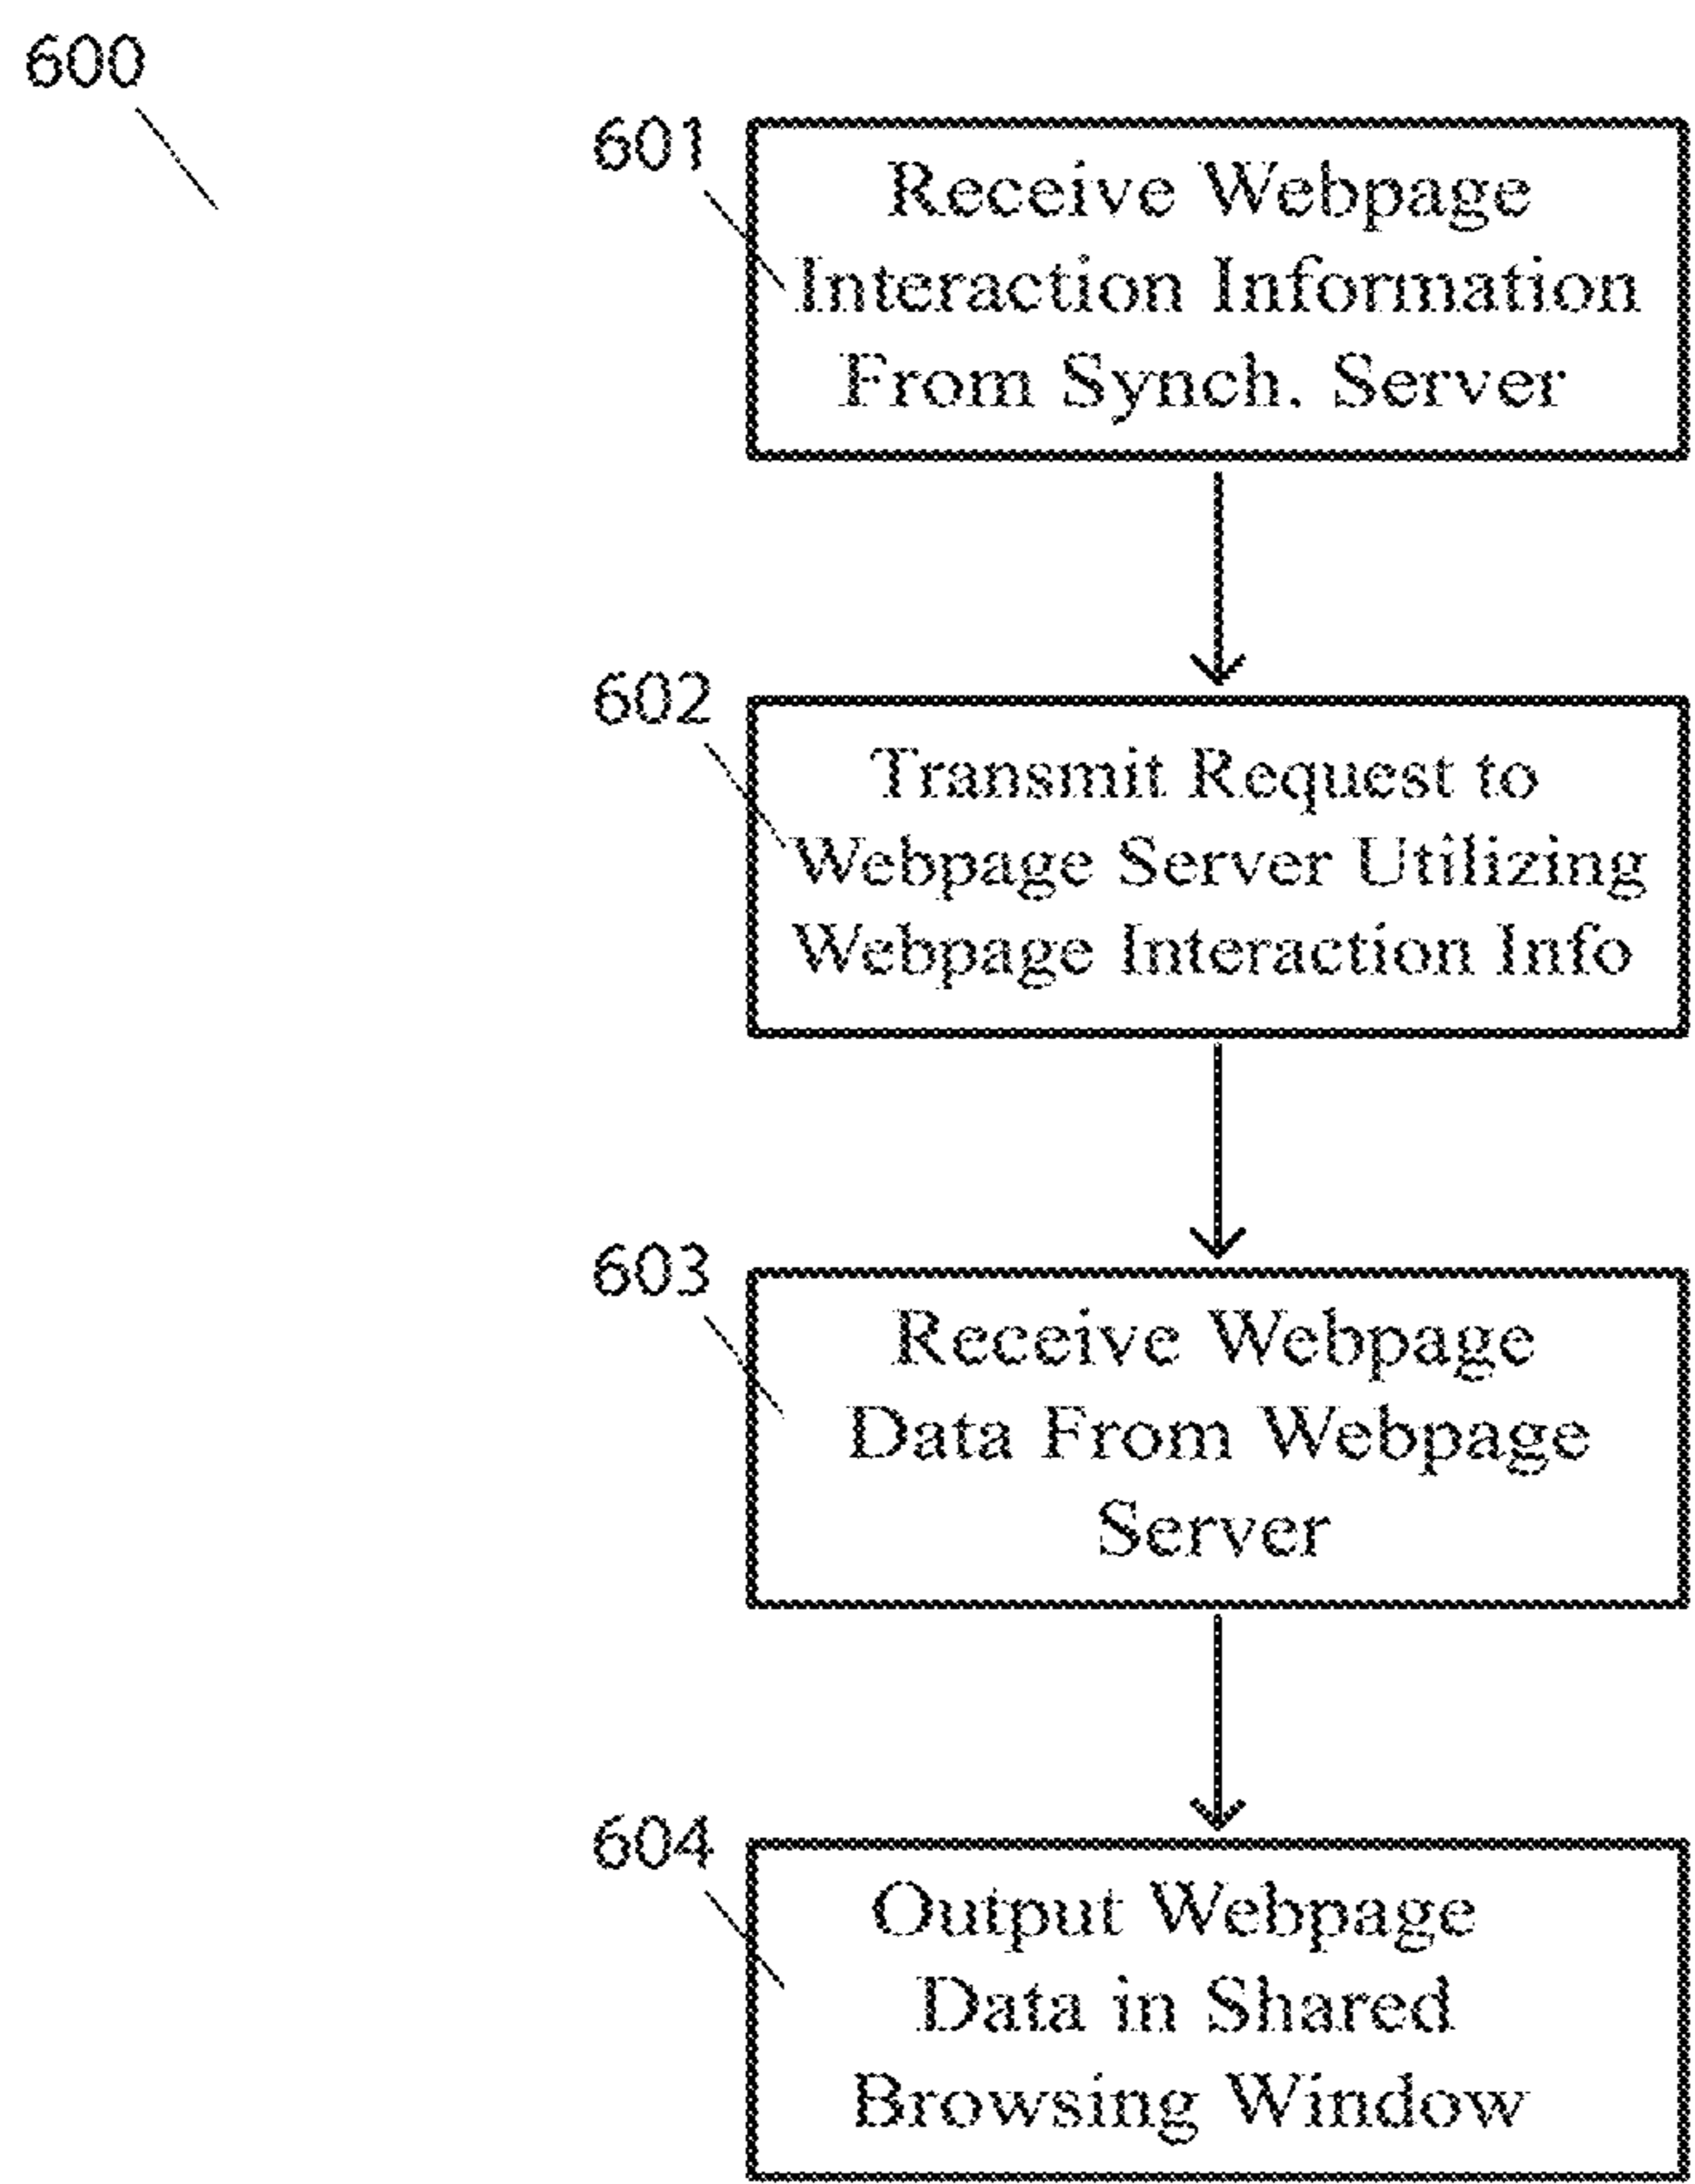 600
601
Receive Webpage
Interaction Information
From Synch. Server
602
Transmit Request to
Webpage Server Utilizing
Webpage Interaction Info
603
Receive Webpage
Data From Webpage
Server
604
Output Webpage
Data in Shared
Browsing Window